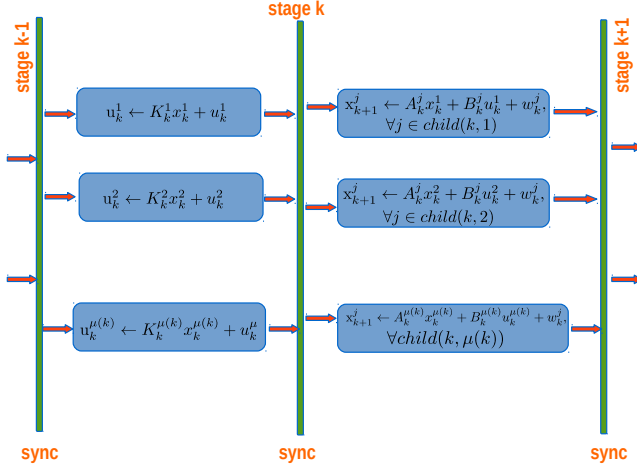 stage k-1
stage k
stage k+1
u_k^1 ← K_k^1 x_k^1 + u_k^1
x_{k+1}^j ← A_k^j x_k^1 + B_k^j u_k^1 + w_k^j,
∀j ∈ child(k, 1)
u_k^2 ← K_k^2 x_k^2 + u_k^2
x_{k+1}^j ← A_k^j x_k^2 + B_k^j u_k^2 + w_k^j,
∀j ∈ child(k, 2)
u_k^{μ(k)} ← K_k^{μ(k)} x_k^{μ(k)} + u_k^μ
x_{k+1}^j ← A_k^{μ(k)} x_k^{μ(k)} + B_k^{μ(k)} u_k^{μ(k)} + w_k^j,
∀child(k, μ(k))
sync
sync
sync